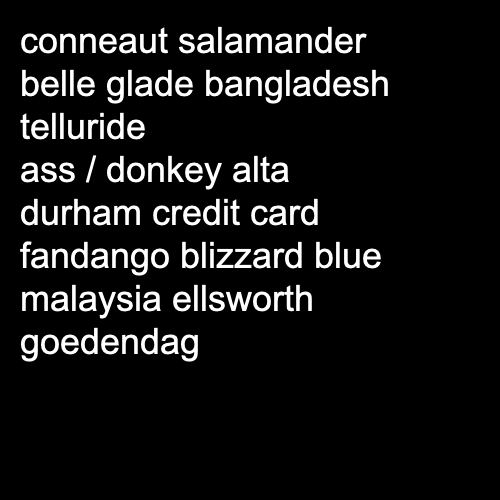 conneaut salamander
belle glade bangladesh
telluride
ass / donkey alta
durham credit card
fandango blizzard blue
malaysia ellsworth
goedendag